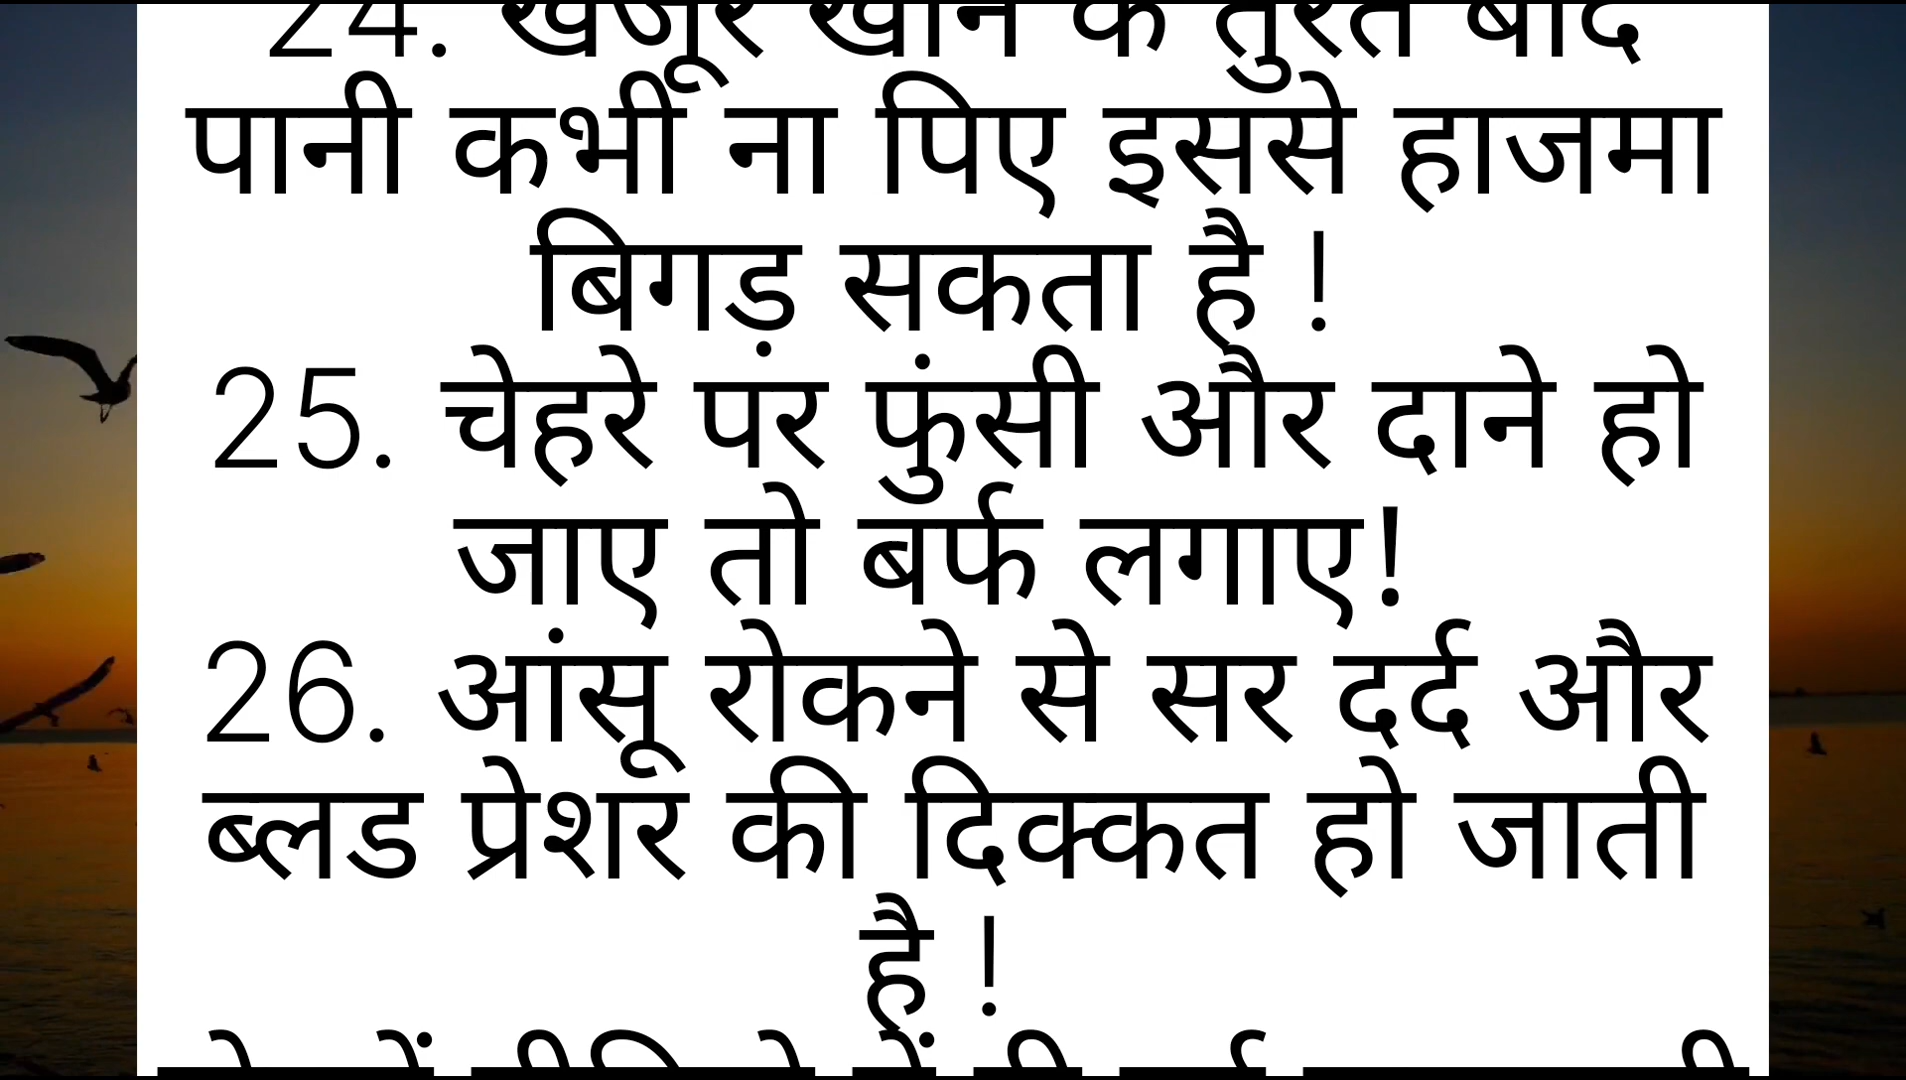 24. खजूर खाने के तुरंत बाद
पानी कभी ना पिए इससे हाजमा
बिगड़ सकता है !
25. चेहरे पर फुंसी और दाने हो
जाए तो बर्फ लगाए!
26. आंसू रोकने से सर दर्द और
ब्लड प्रेशर की दिक्कत हो जाती
है !